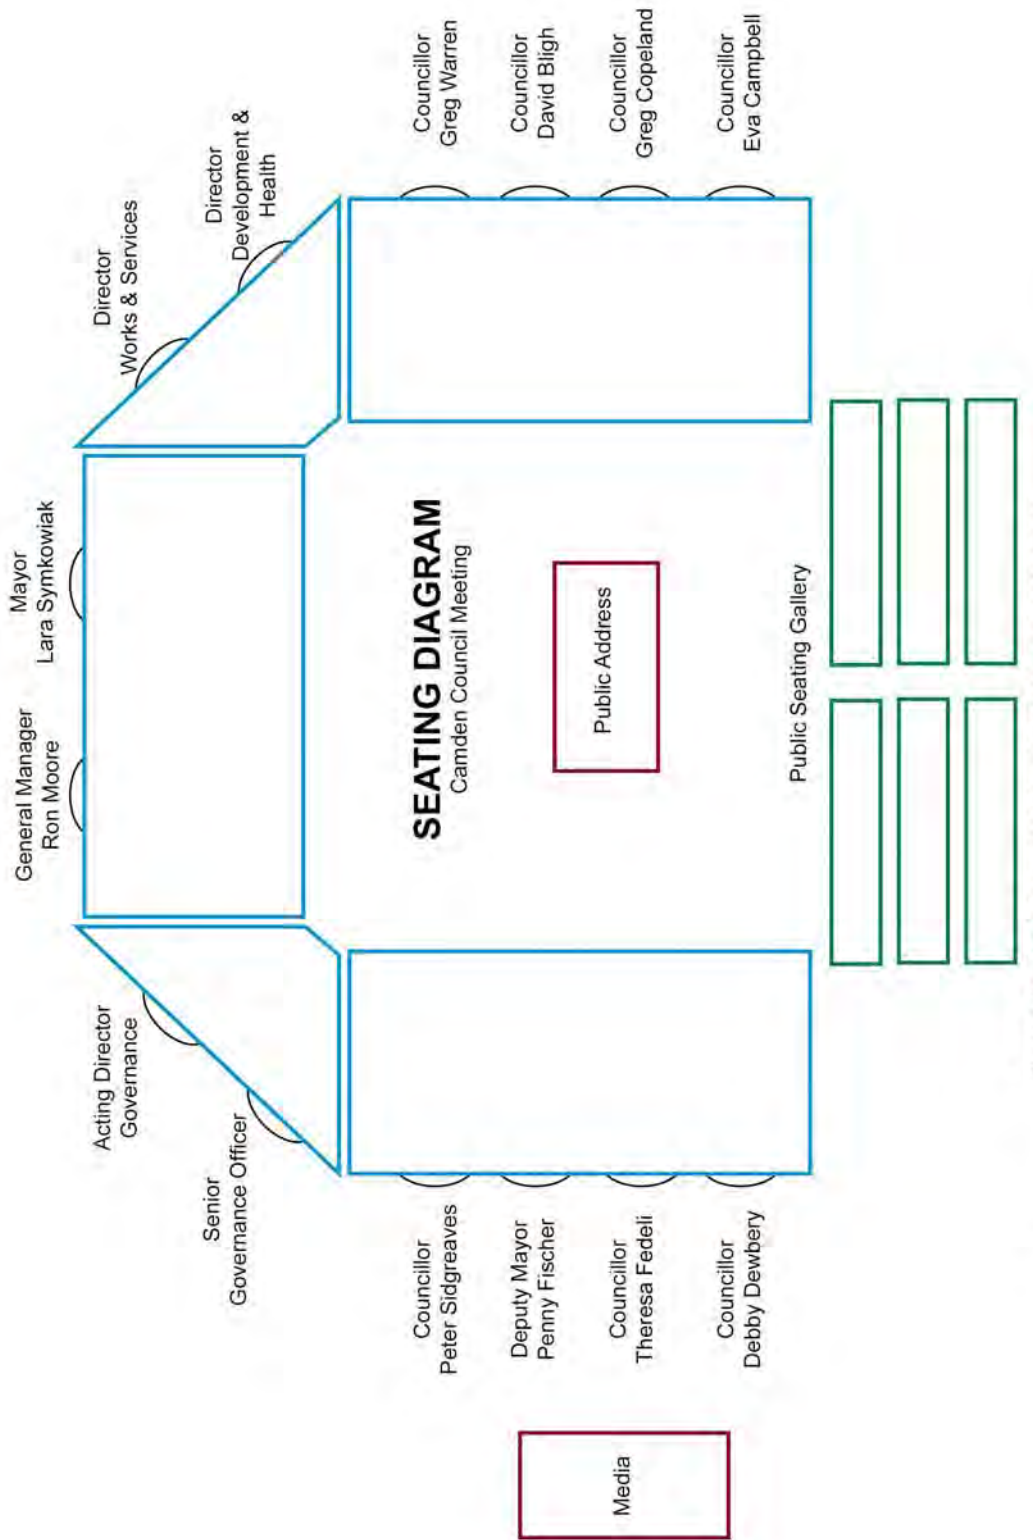 General Manager
Ron Moore
Mayor
Lara Symkowiak
Acting Director
Governance
Director
Works & Services
Senior
Governance Officer
Director
Development &
Health
SEATING DIAGRAM
Camden Council Meeting
Councillor
Peter Sidgreaves
Councillor
Greg Warren
Deputy Mayor
Penny Fischer
Councillor
David Bligh
Media
Public Address
Councillor
Theresa Fedeli
Councillor
Greg Copeland
Councillor
Debby Dewbery
Councillor
Eva Campbell
Public Seating Gallery